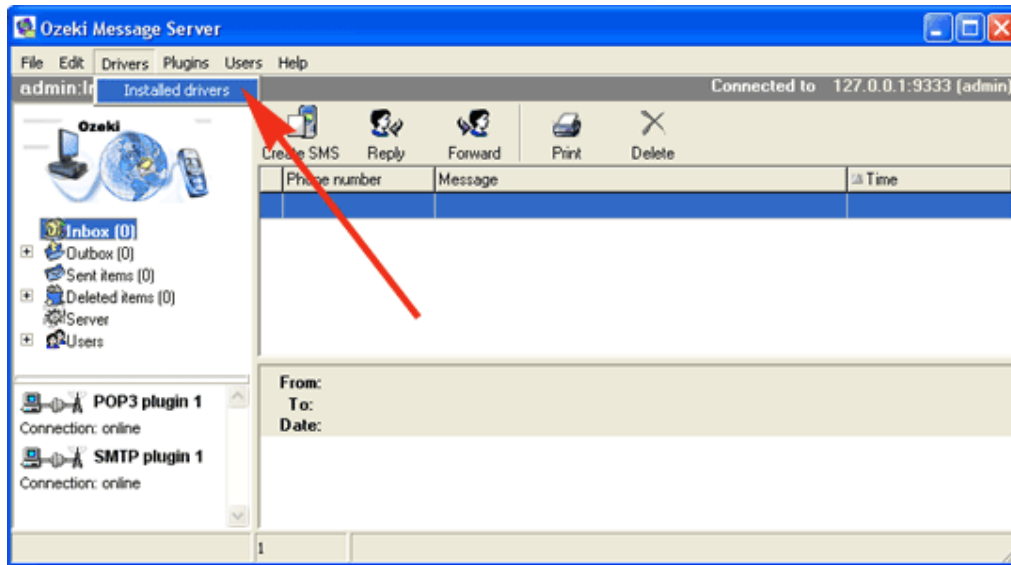 Ozeki Message Server
File Edit Drivers Plugins Users Help
admin:I
Installed drivers
Connected to 127.0.0.1:9333 (admin)
Ozeki
Create SMS Reply Forward Print Delete
Phone number Message Time
Inbox (0)
Outbox (0)
Sent items (0)
Deleted items (0)
Server
Users
POP3 plugin 1
Connection: online
SMTP plugin 1
Connection: online
From:
To:
Date:
1